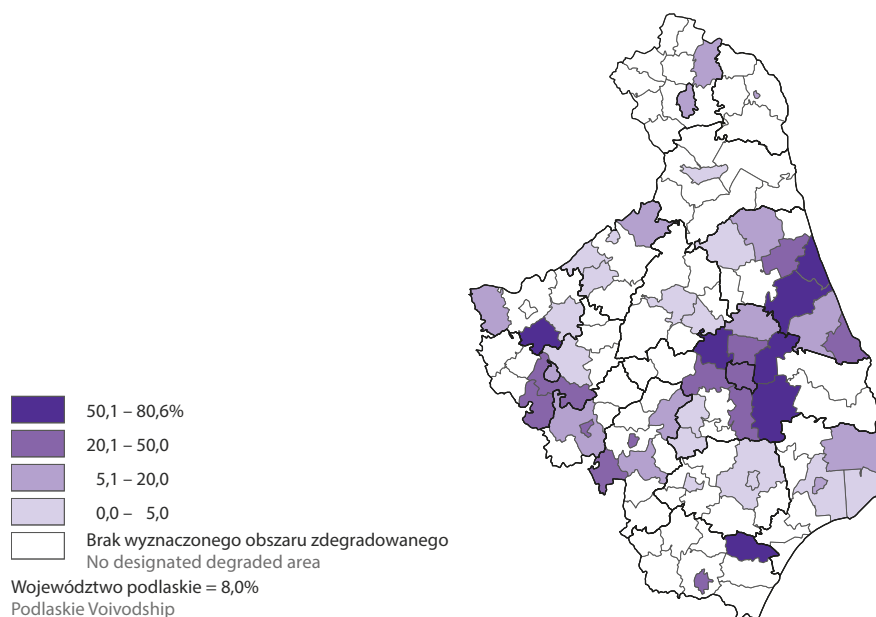 50,1 – 80,6%
20,1 – 50,0
5,1 – 20,0
0,0 – 5,0
Brak wyznaczonego obszaru zdegradowanego
No designated degraded area
Województwo podlaskie = 8,0%
Podlaskie Voivodship